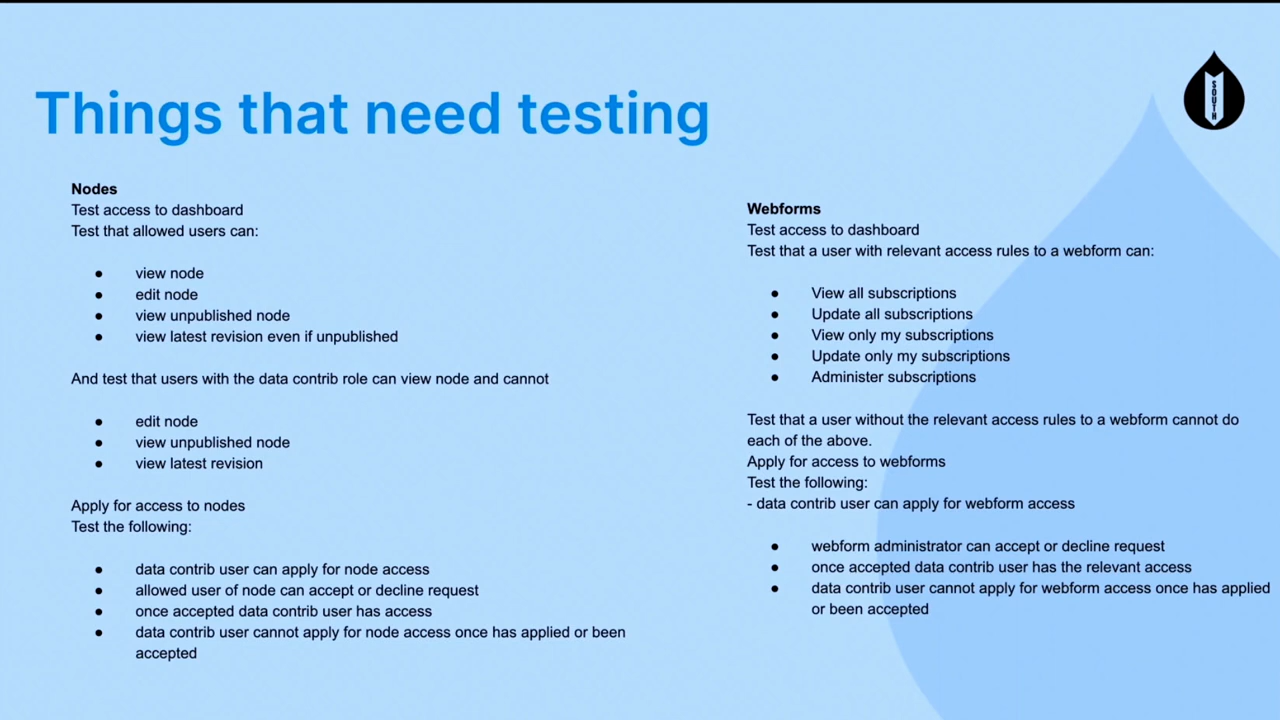 Things that need testing
SOUTH
Nodes
Test access to dashboard
Test that allowed users can:
● view node
● edit node
● view unpublished node
● view latest revision even if unpublished
And test that users with the data contrib role can view node and cannot
● edit node
● view unpublished node
● view latest revision
Apply for access to nodes
Test the following:
● data contrib user can apply for node access
● allowed user of node can accept or decline request
● once accepted data contrib user has access
● data contrib user cannot apply for node access once has applied or been
accepted
Webforms
Test access to dashboard
Test that a user with relevant access rules to a webform can:
● View all subscriptions
● Update all subscriptions
● View only my subscriptions
● Update only my subscriptions
● Administer subscriptions
Test that a user without the relevant access rules to a webform cannot do
each of the above.
Apply for access to webforms
Test the following:
- data contrib user can apply for webform access
● webform administrator can accept or decline request
● once accepted data contrib user has the relevant access
● data contrib user cannot apply for webform access once has applied
or been accepted